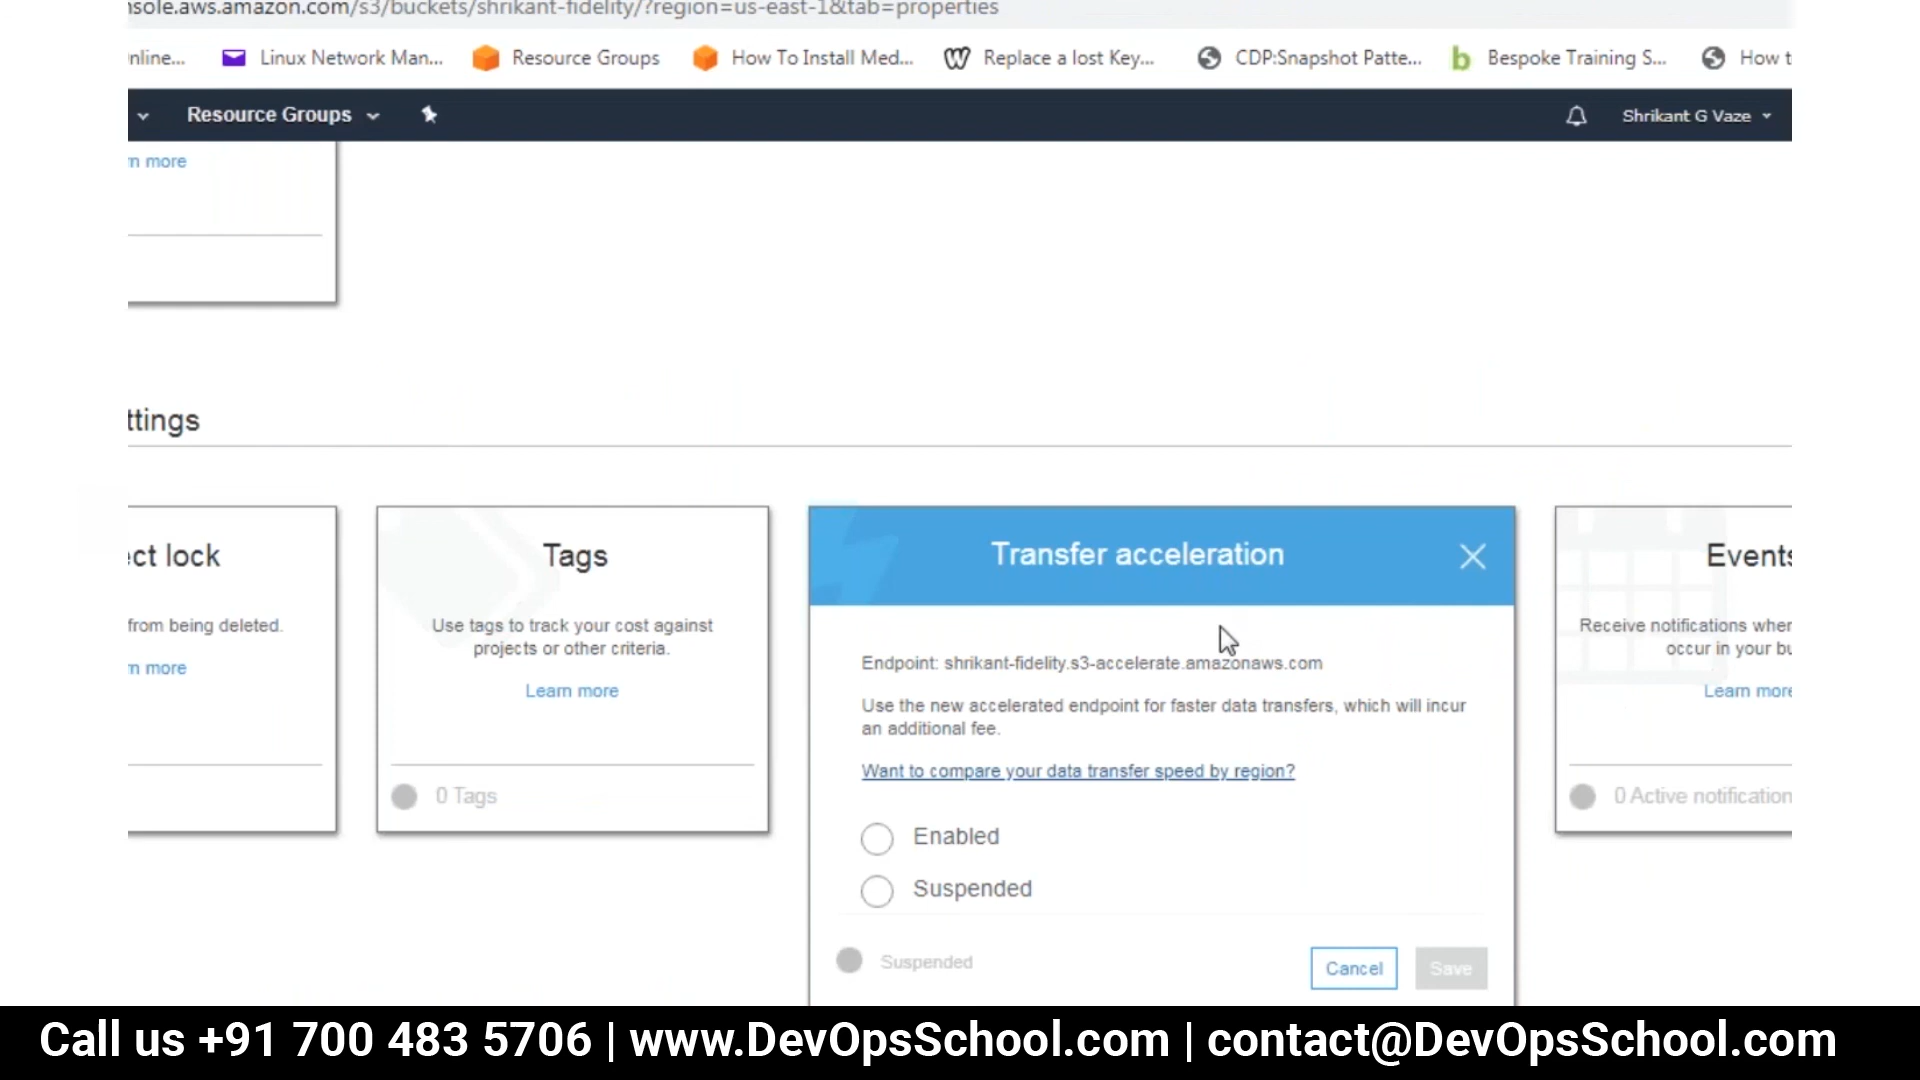 nsole.aws.amazon.com/s3/buckets/shrikant-fidelity/?region=us-east-1&tab=properties
nline... Linux Network Man... Resource Groups How To Install Med... Replace a lost Key... CDP:Snapshot Patte... Bespoke Training S... How t
Resource Groups Shrikant G Vaze
rn more
ttings
ect lock
from being deleted.
rn more
Tags
Use tags to track your cost against
projects or other criteria.
Learn more
0 Tags
Transfer acceleration
Endpoint: shrikant-fidelity.s3-accelerate.amazonaws.com
Use the new accelerated endpoint for faster data transfers, which will incur
an additional fee.
Want to compare your data transfer speed by region?
Enabled
Suspended
Suspended
Cancel Save
Events
Receive notifications when
occur in your bu
Learn more
0 Active notification
Call us +91 700 483 5706 | www.DevOpsSchool.com | contact@DevOpsSchool.com